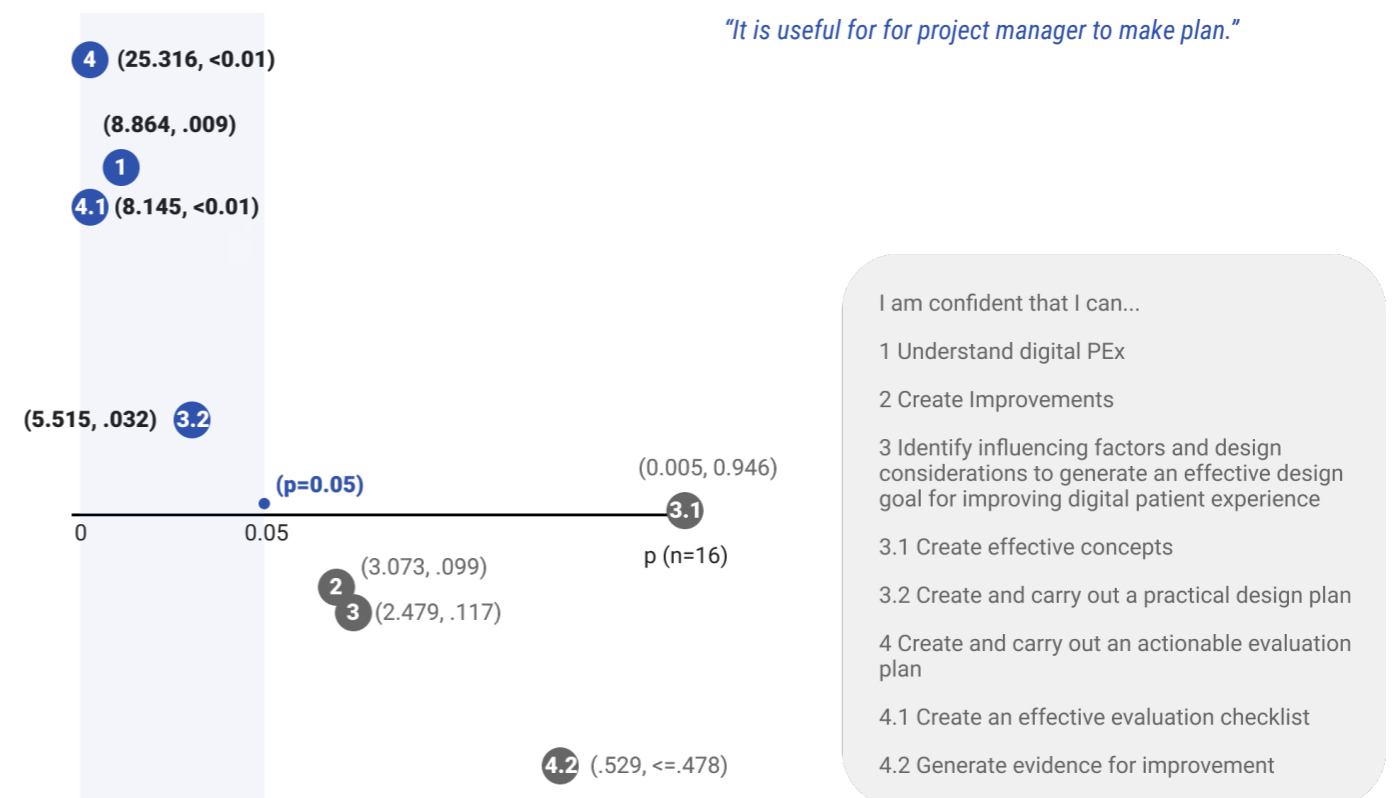 “It is useful for for project manager to make plan.”
4 (25.316, <0.01)
(8.864, .009)
1
4.1 (8.145, <0.01)
(5.515, .032) 3.2
(p=0.05)
0
0.05
(0.005, 0.946)
3.1
p (n=16)
2 (3.073, .099)
3 (2.479, .117)
4.2 (.529, <=.478)
I am confident that I can...
1 Understand digital PEx
2 Create Improvements
3 Identify influencing factors and design
considerations to generate an effective design
goal for improving digital patient experience
3.1 Create effective concepts
3.2 Create and carry out a practical design plan
4 Create and carry out an actionable evaluation
plan
4.1 Create an effective evaluation checklist
4.2 Generate evidence for improvement